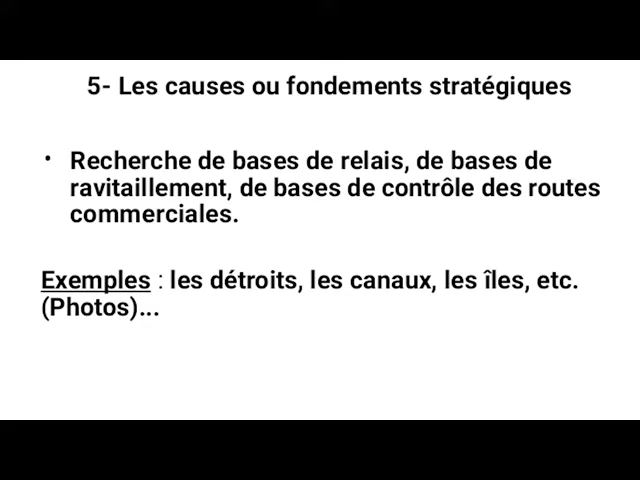 5- Les causes ou fondements stratégiques
• Recherche de bases de relais, de bases de
ravitaillement, de bases de contrôle des routes
commerciales.
Exemples : les détroits, les canaux, les îles, etc.
(Photos)...